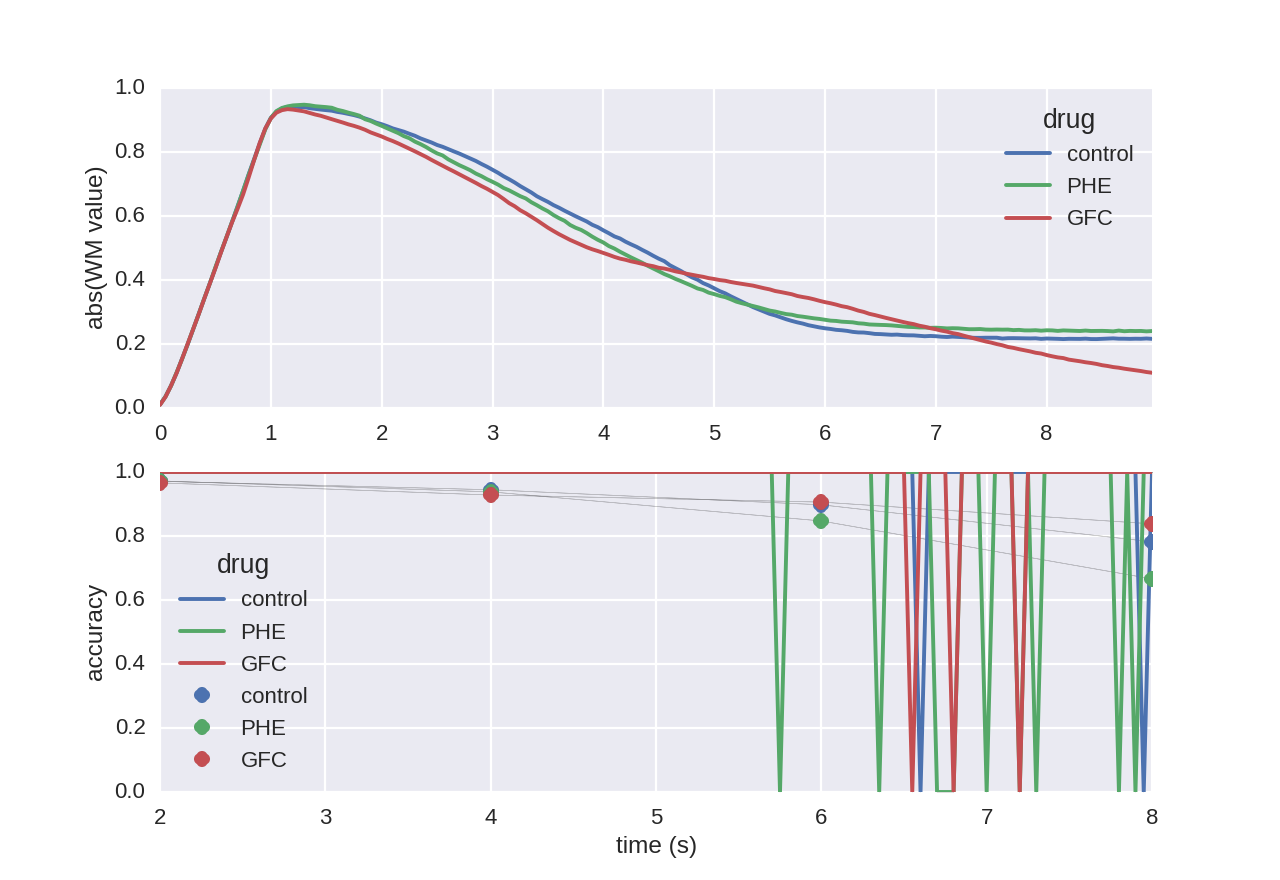 1.0
0.8
0.6
0.4
0.2
0.0
abs(WM value)
drug
control
PHE
GFC
0 1 2 3 4 5 6 7 8
1.0
0.8
0.6
0.4
0.2
0.0
accuracy
drug
control
PHE
GFC
control
PHE
GFC
2 3 4 5 6 7 8
time (s)